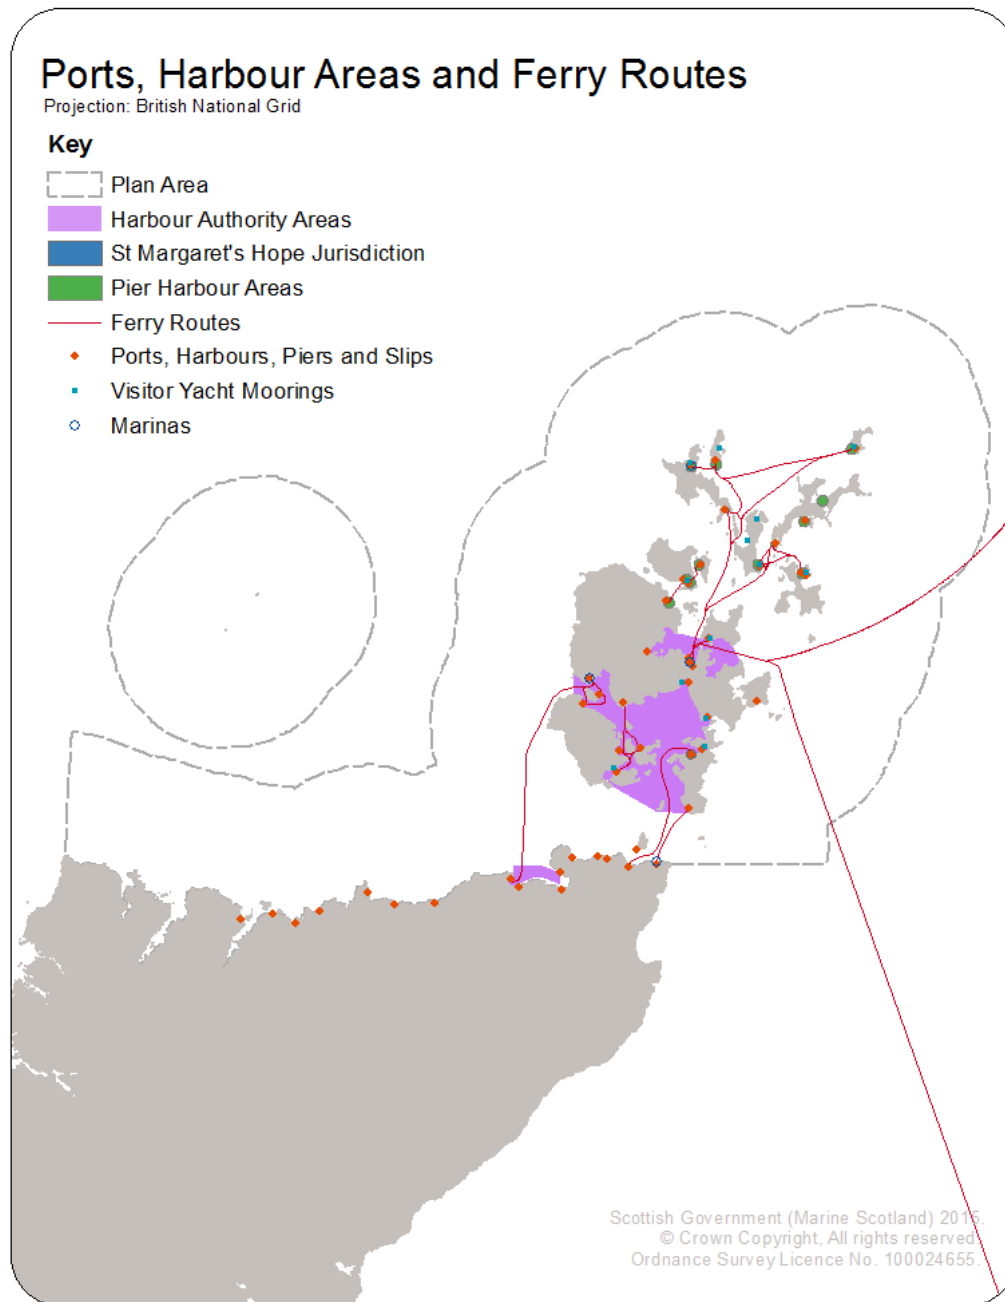 Ports, Harbour Areas and Ferry Routes
Projection: British National Grid
Key
Plan Area
Harbour Authority Areas
St Margaret's Hope Jurisdiction
Pier Harbour Areas
Ferry Routes
Ports, Harbours, Piers and Slips
Visitor Yacht Moorings
Marinas
Scottish Government (Marine Scotland) 2015.
© Crown Copyright, All rights reserved.
Ordnance Survey Licence No. 100024655.